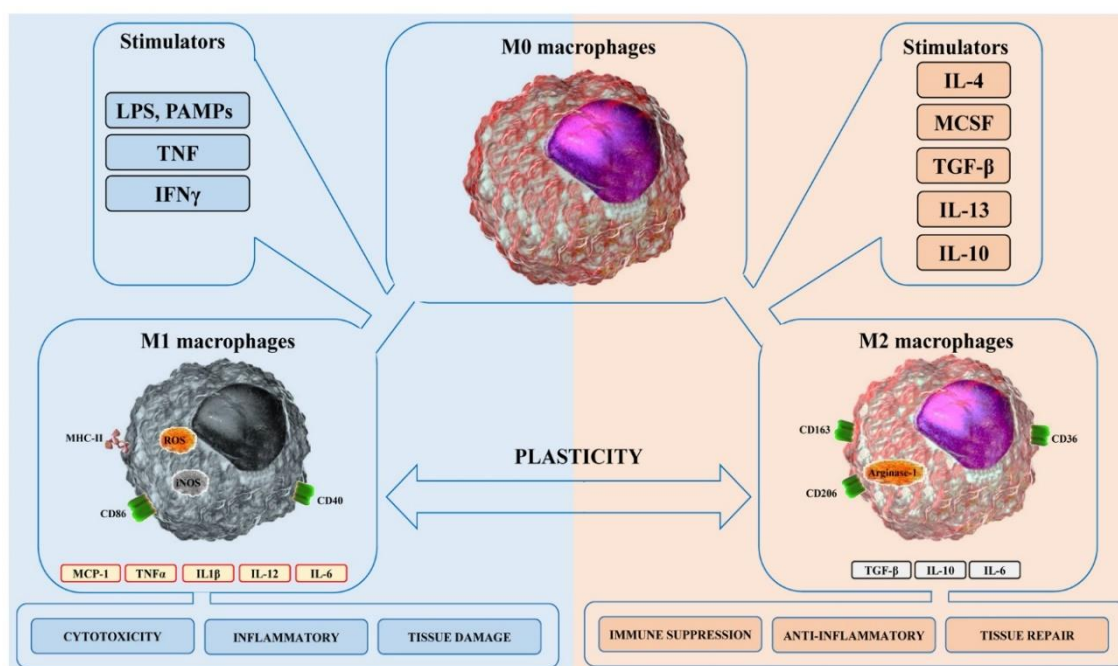 Stimulators
LPS, PAMPs
TNF
IFNγ
M0 macrophages
Stimulators
IL-4
MCSF
TGF-β
IL-13
IL-10
M1 macrophages
MHC-II
ROS
iNOS
CD86
CD40
MCP-1
TNFα
IL1β
IL-12
IL-6
CYTOTOXICITY
INFLAMMATORY
TISSUE DAMAGE
PLASTICITY
M2 macrophages
CD163
CD36
Arginase-1
CD206
TGF-β
IL-10
IL-6
IMMUNE SUPPRESSION
ANTI-INFLAMMATORY
TISSUE REPAIR